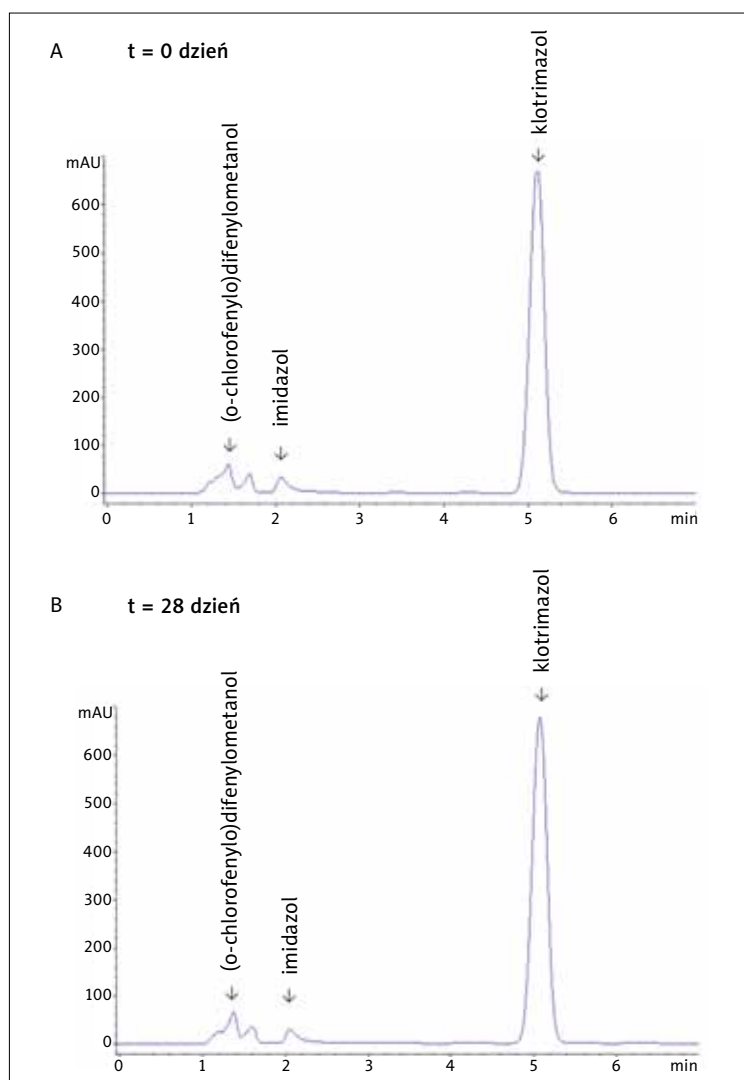 A t = 0 dzień
(o-chlorofenylo)difenylometanol
imidazol
klotrimazol
mAU
600
500
400
300
200
100
0
0 1 2 3 4 5 6 min
B t = 28 dzień
(o-chlorofenylo)difenylometanol
imidazol
klotrimazol
mAU
600
500
400
300
200
100
0
0 1 2 3 4 5 6 min